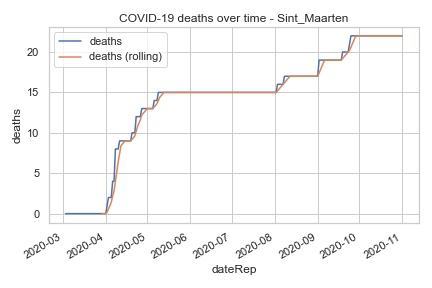 COVID-19 deaths over time - Sint_Maarten
deaths
deaths (rolling)
deaths
20
15
10
5
0
2020-03
2020-04
2020-05
2020-06
2020-07
2020-08
2020-09
2020-10
2020-11
dateRep